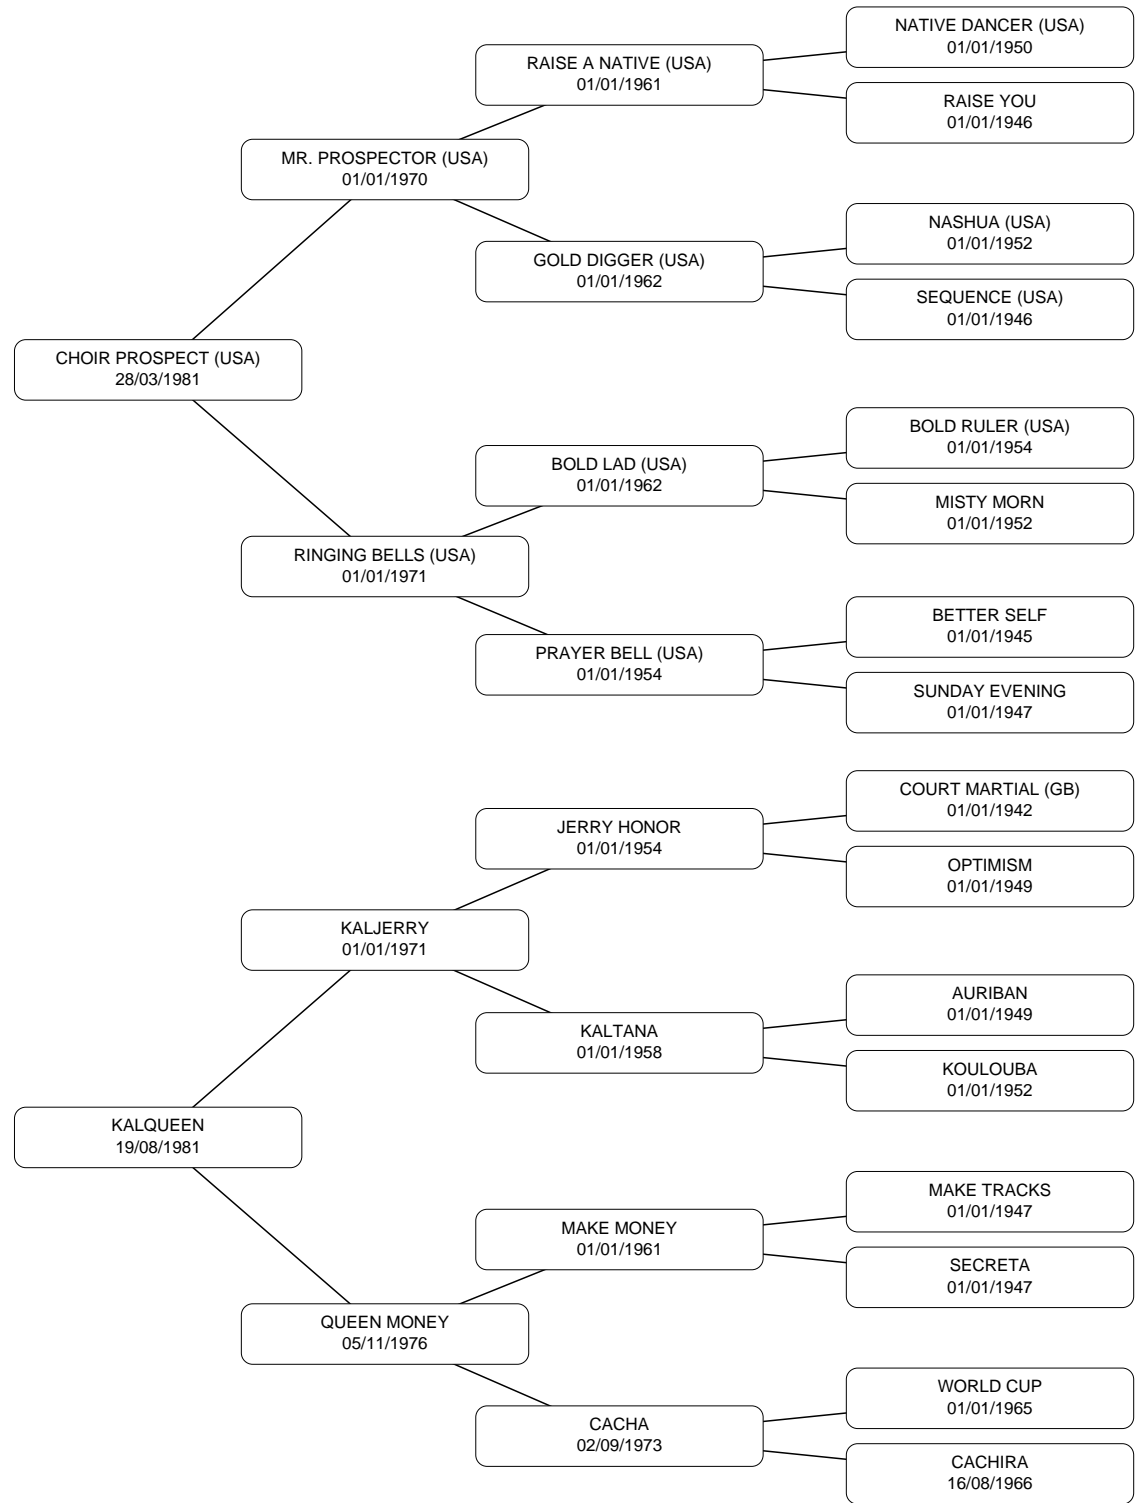 NATIVE DANCER (USA)
01/01/1950
RAISE A NATIVE (USA)
01/01/1961
RAISE YOU
01/01/1946
MR. PROSPECTOR (USA)
01/01/1970
NASHUA (USA)
01/01/1952
GOLD DIGGER (USA)
01/01/1962
SEQUENCE (USA)
01/01/1946
CHOIR PROSPECT (USA)
28/03/1981
BOLD RULER (USA)
01/01/1954
BOLD LAD (USA)
01/01/1962
MISTY MORN
01/01/1952
RINGING BELLS (USA)
01/01/1971
BETTER SELF
01/01/1945
PRAYER BELL (USA)
01/01/1954
SUNDAY EVENING
01/01/1947
COURT MARTIAL (GB)
01/01/1942
JERRY HONOR
01/01/1954
OPTIMISM
01/01/1949
KALJERRY
01/01/1971
AURIBAN
01/01/1949
KALTANA
01/01/1958
KOULOUBA
01/01/1952
KALQUEEN
19/08/1981
MAKE TRACKS
01/01/1947
MAKE MONEY
01/01/1961
SECRETA
01/01/1947
QUEEN MONEY
05/11/1976
WORLD CUP
01/01/1965
CACHA
02/09/1973
CACHIRA
16/08/1966